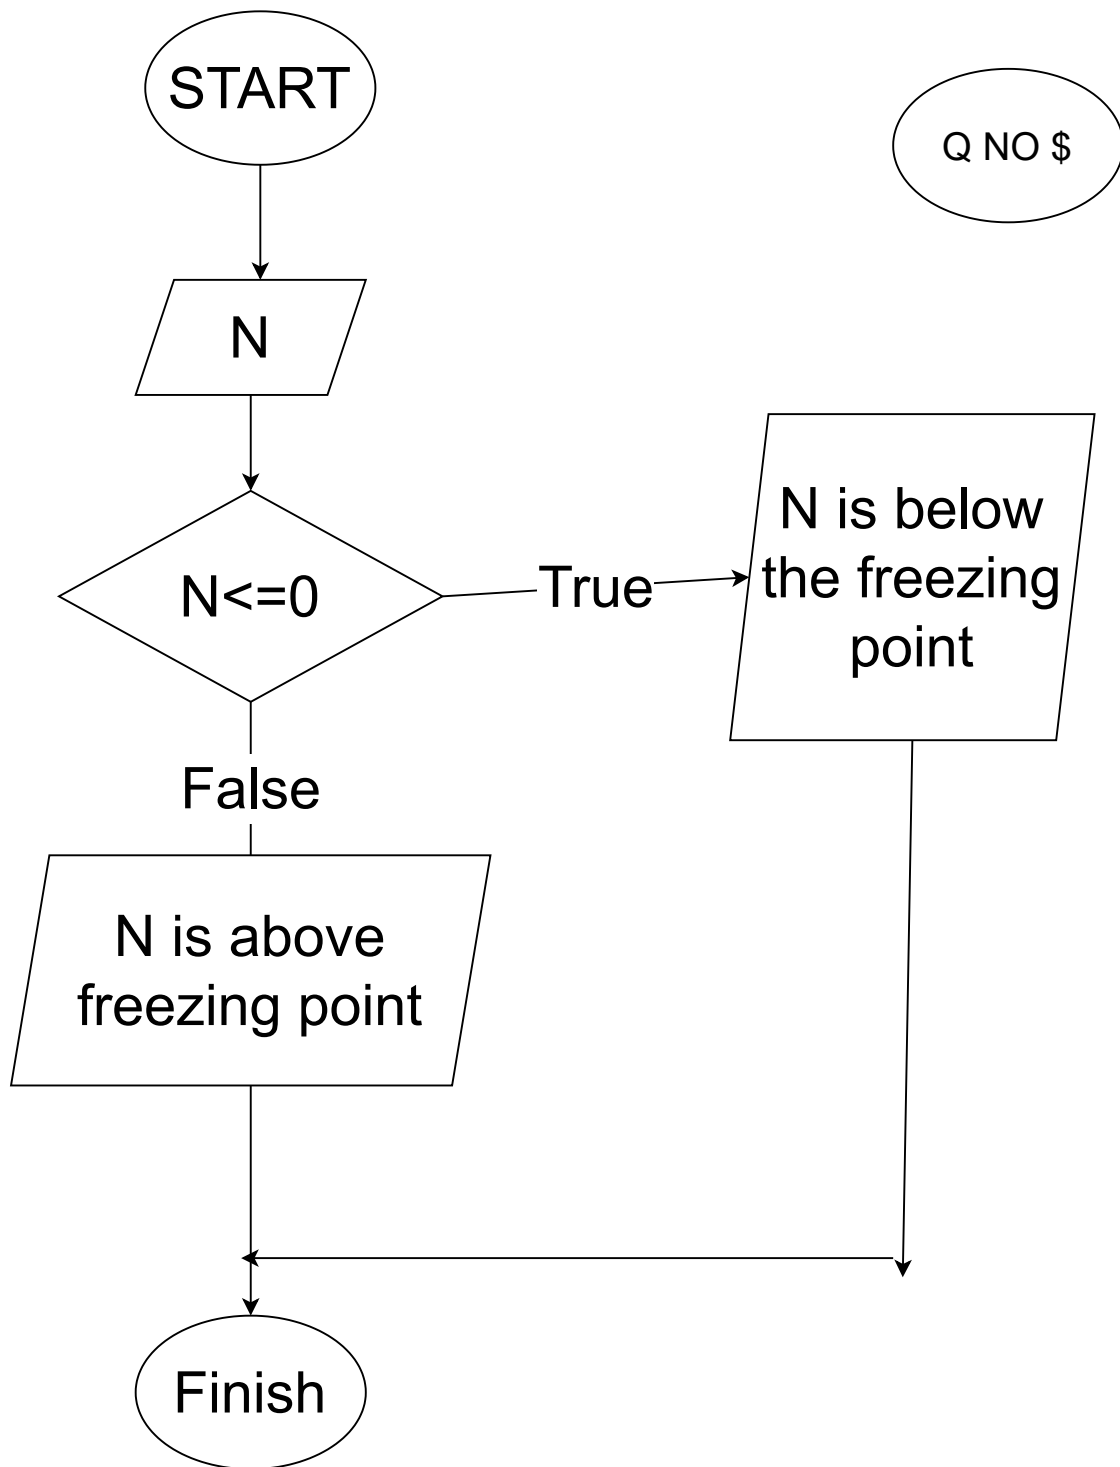 START
Q NO $
N
N<=0
True
N is below
the freezing
point
False
N is above
freezing point
Finish